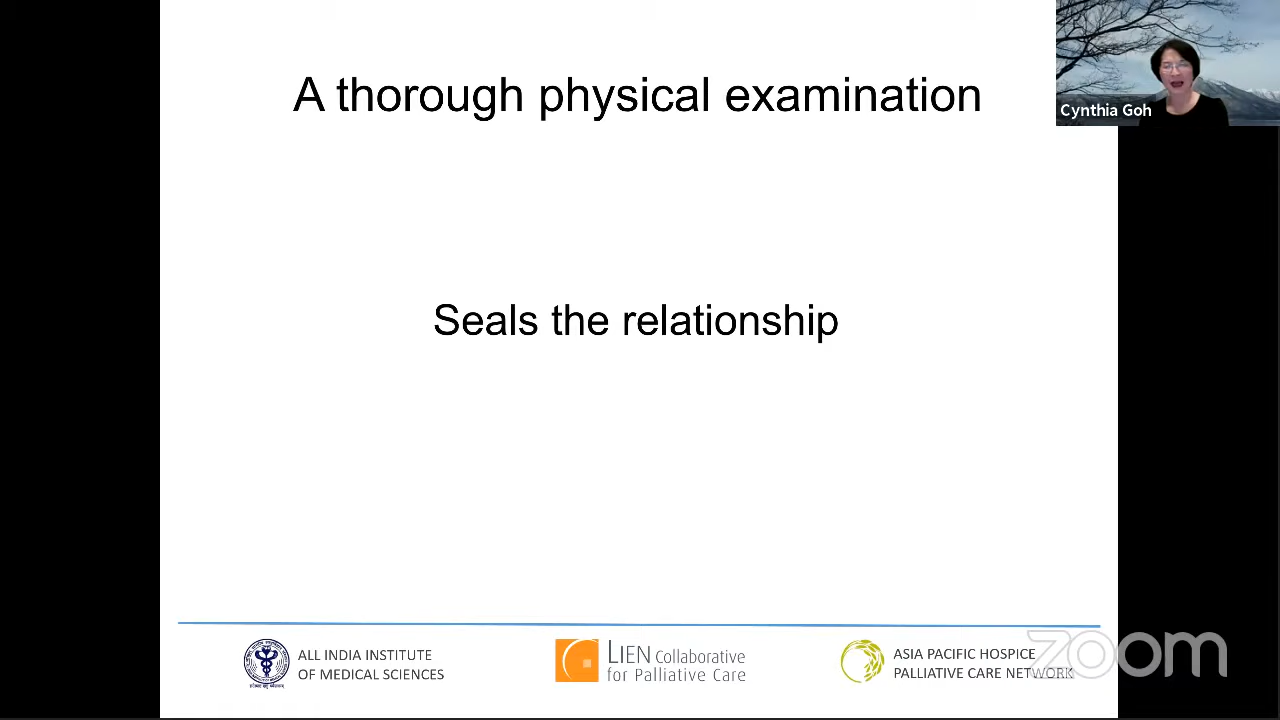 A thorough physical examination
Cynthia Goh
Seals the relationship
ALL INDIA INSTITUTE
OF MEDICAL SCIENCES
LIEN Collaborative
for Palliative Care
ASIA PACIFIC HOSPICE
PALLIATIVE CARE NETWORK
zoom